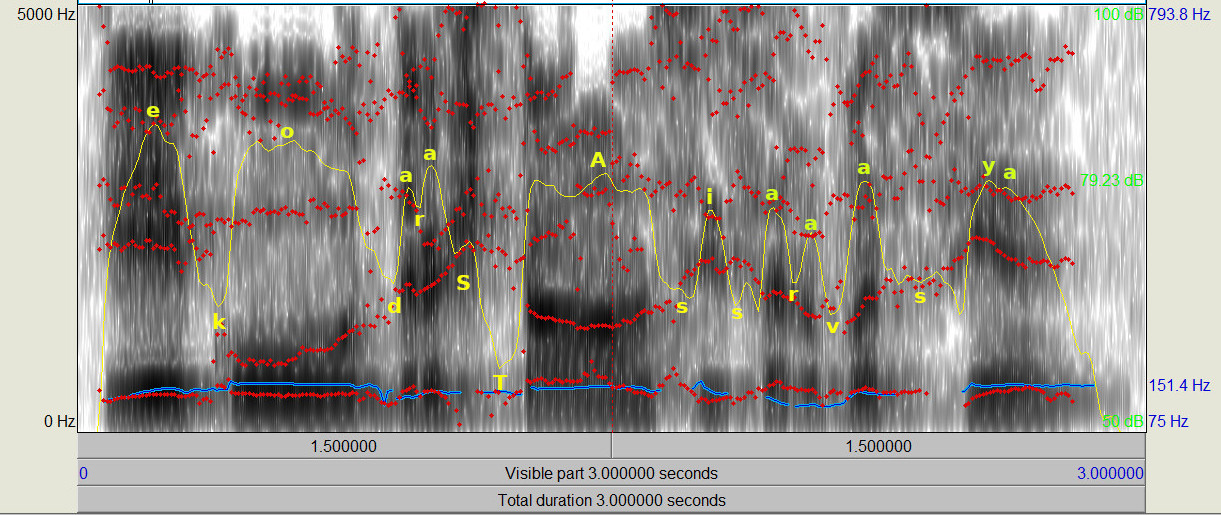 5000 Hz 100 dB 793.8 Hz
e o A a a r i a a a y a
79.23 dB
k d S T s s r v s
151.4 Hz
0 Hz 50 dB 75 Hz
1.500000 1.500000
0 Visible part 3.000000 seconds 3.000000
Total duration 3.000000 seconds